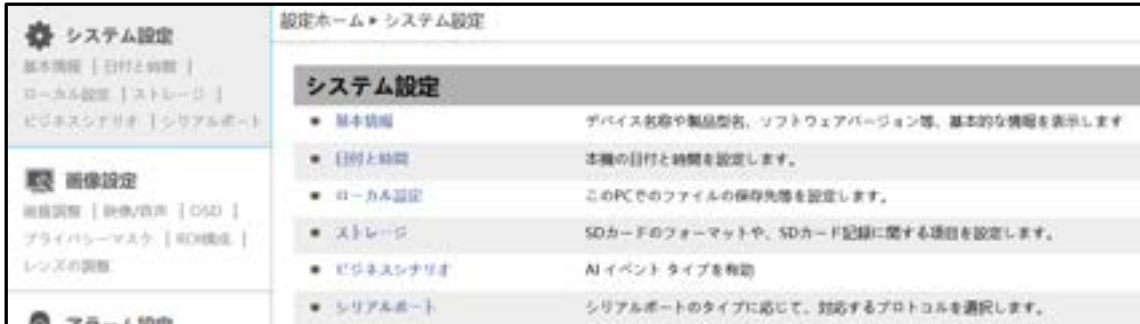 システム設定
基本情報 | 日付と時間 |
ローカル設定 | ストレージ |
ビジネスシナリオ | シリアルポート
画像設定
画質調整 | 映像/音声 | OSD |
プライバシーマスク | ROI構成 |
レンズの調整
アラーム設定
設定ホーム▸システム設定
システム設定
• 基本情報 デバイス名称や製品型名、ソフトウェアバージョン等、基本的な情報を表示します
• 日付と時間 本機の日付と時間を設定します。
• ローカル設定 このPCでのファイルの保存先等を設定します。
• ストレージ SDカードのフォーマットや、SDカード記録に関する項目を設定します。
• ビジネスシナリオ AI イベント タイプを有効
• シリアルポート シリアルポートのタイプに応じて、対応するプロトコルを選択します。